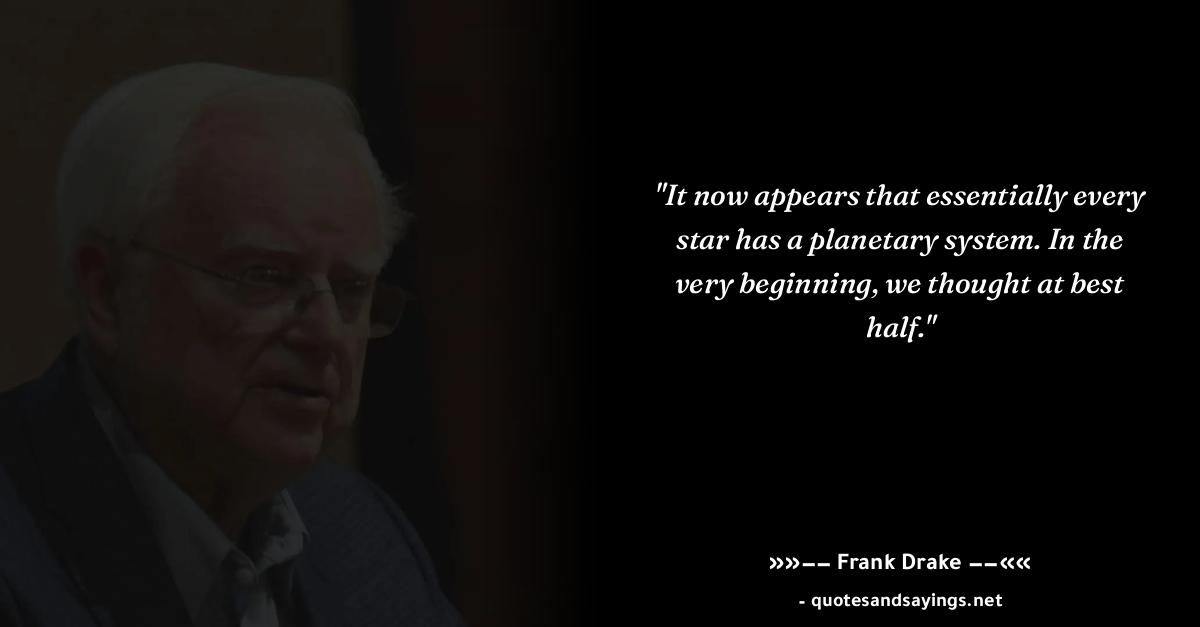 "It now appears that essentially every
star has a planetary system. In the
very beginning, we thought at best
half."
»»–– Frank Drake ––««
- quotesandsayings.net